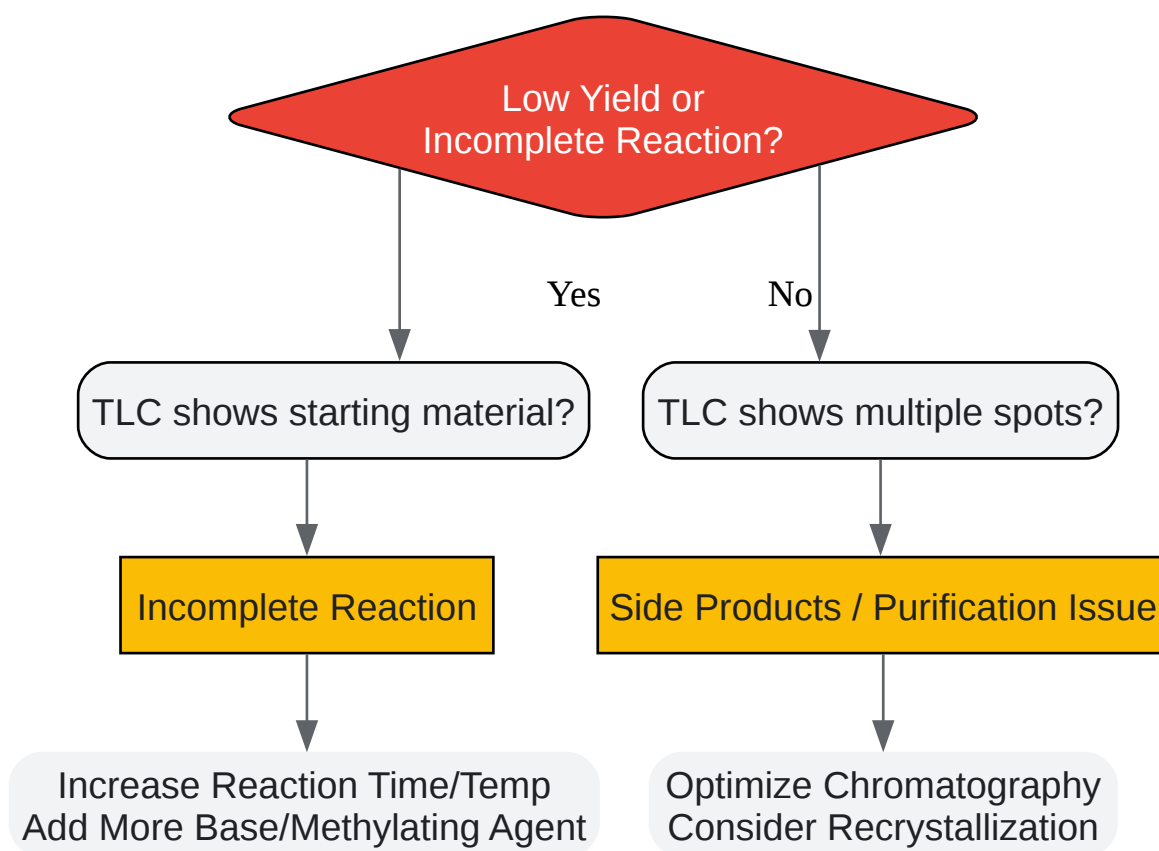 Low Yield or
Incomplete Reaction?
Yes
No
TLC shows starting material?
TLC shows multiple spots?
Incomplete Reaction
Side Products / Purification Issue
Increase Reaction Time/Temp
Add More Base/Methylating Agent
Optimize Chromatography
Consider Recrystallization